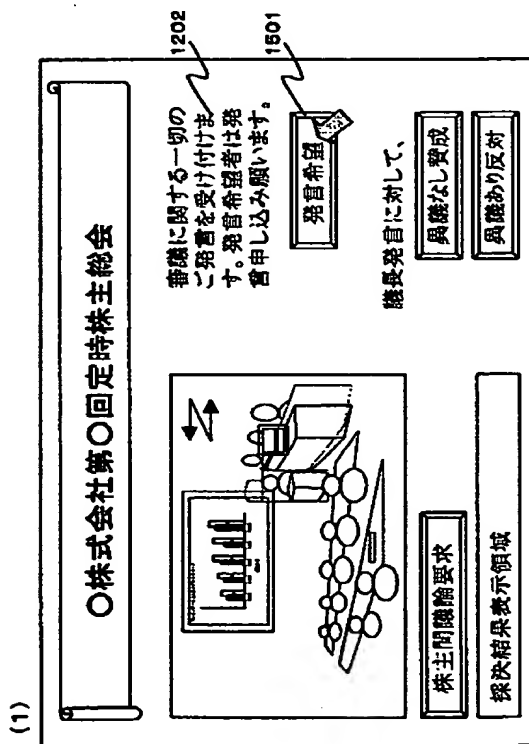 (1)
〇株式会社第〇回定時株主総会
審議に関する一切の
ご発言を受け付けま
す。発言希望者は発
言申し込み願います。
1202
発言希望
1501
議長発言に対して、
異議なし賛成
異議あり反対
株主間議論要求
採決結果表示領域